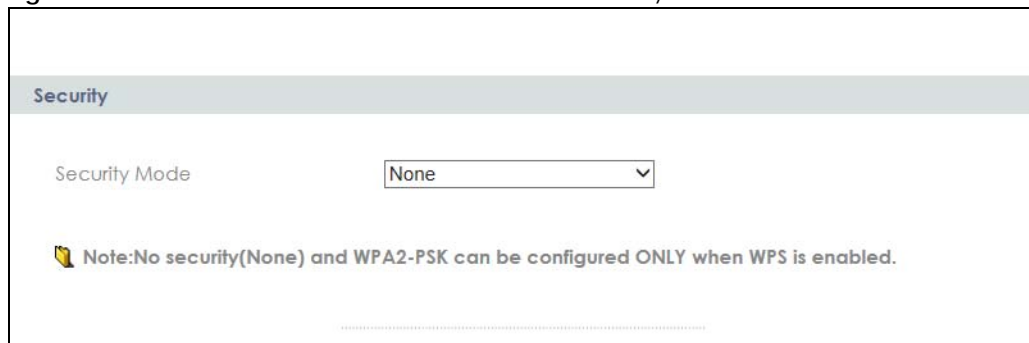 Security
Security Mode
None
Note:No security(None) and WPA2-PSK can be configured ONLY when WPS is enabled.